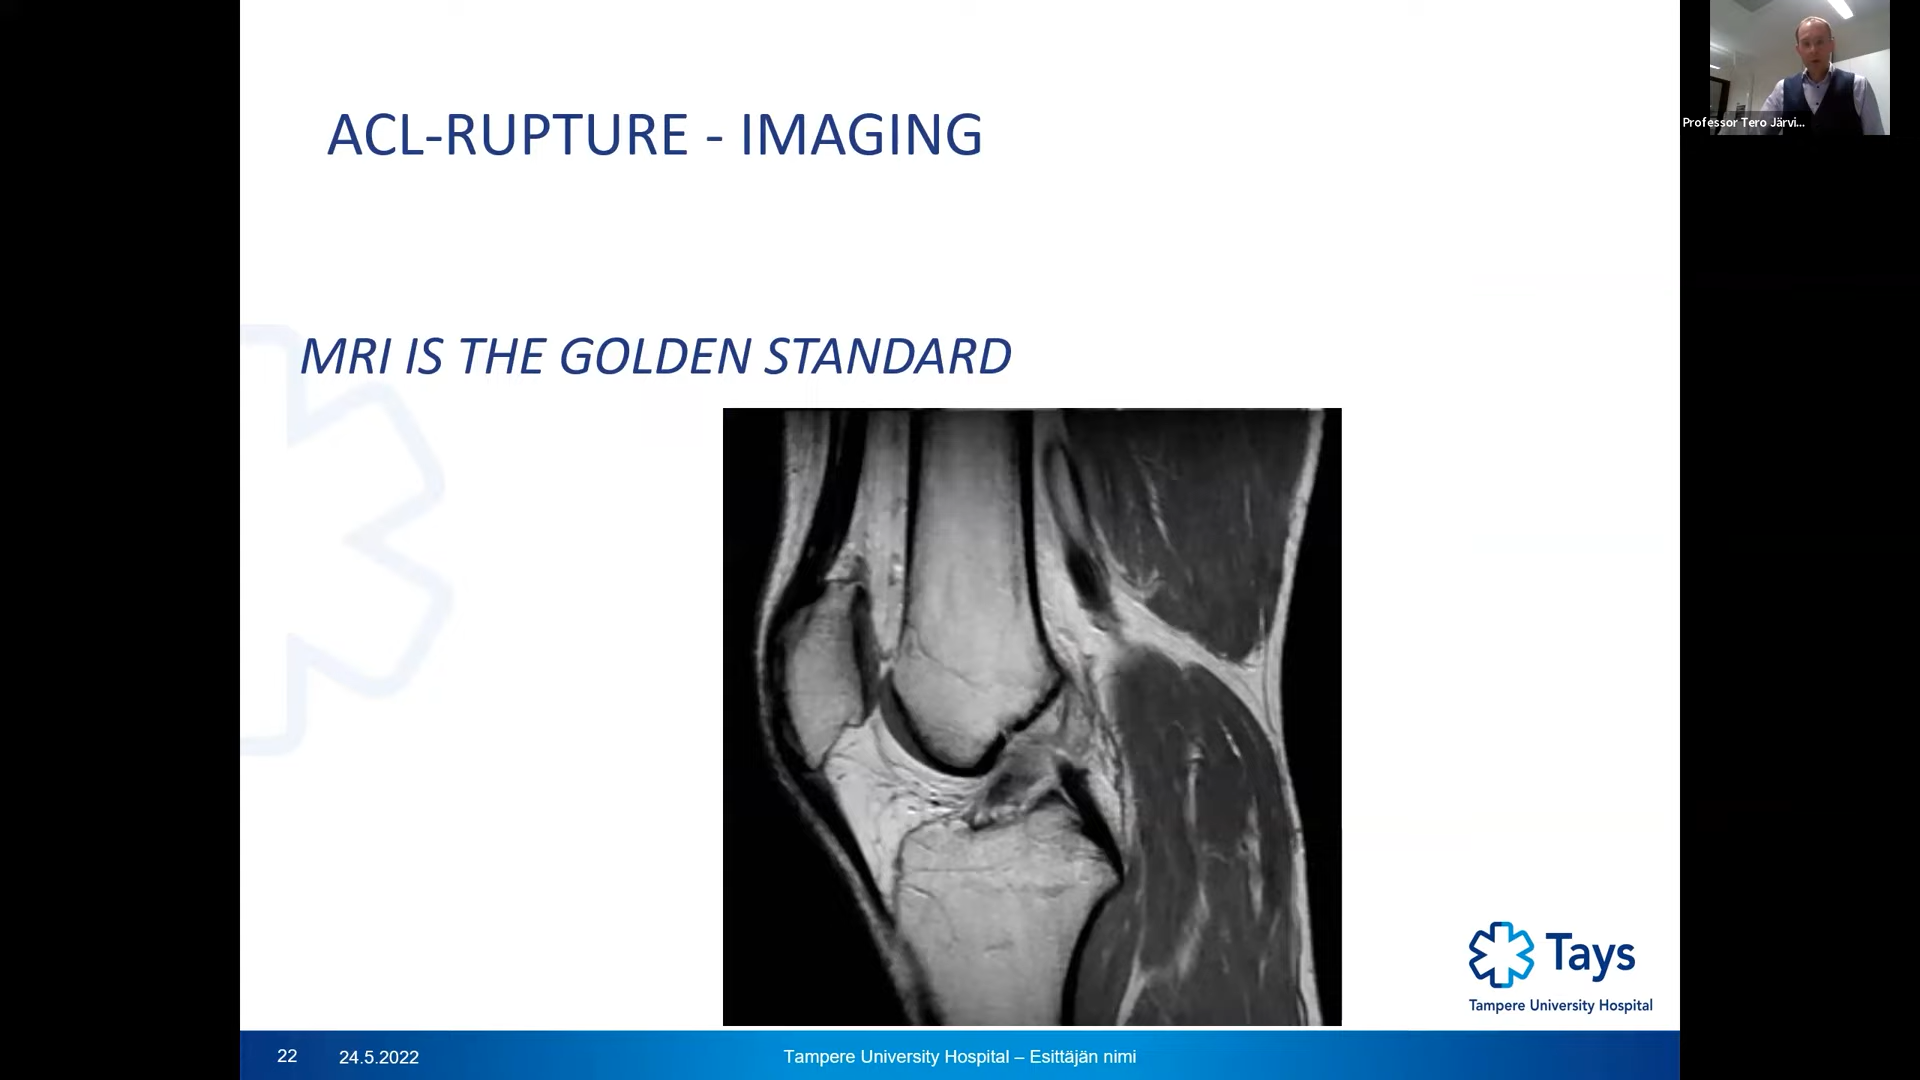 ACL-RUPTURE - IMAGING
Professor Tero Järvi...
MRI IS THE GOLDEN STANDARD
Tays
Tampere University Hospital
22
24.5.2022
Tampere University Hospital – Esittäjän nimi